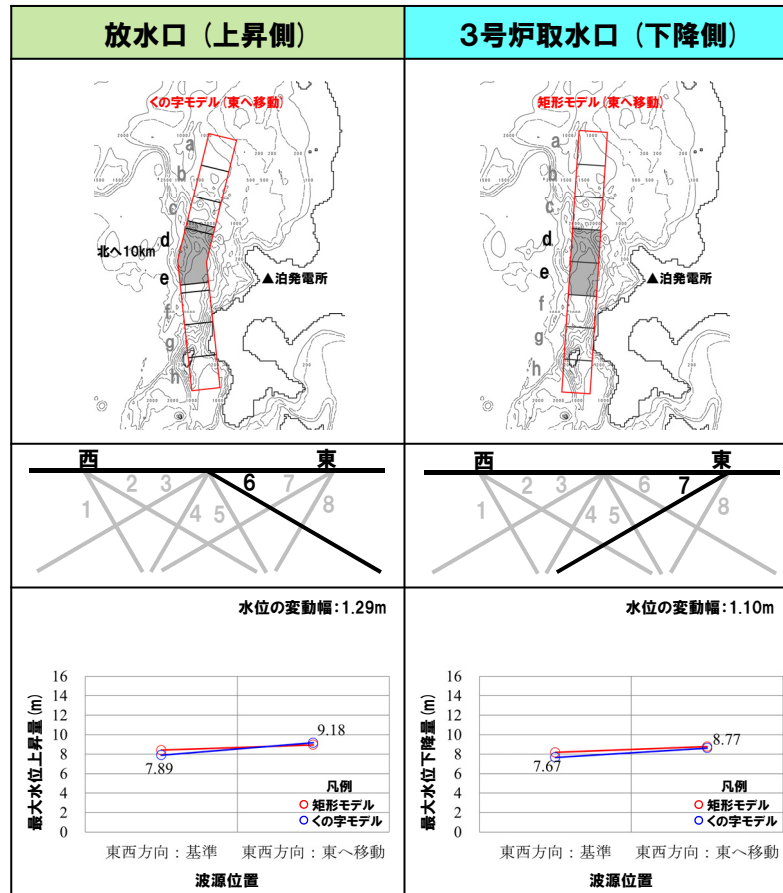 放水口（上昇側）
3号炉取水口（下降側）
くの字モデル(東へ移動)
a
b
c
d
北へ10km
e
f
g
h
▲泊発電所
矩形モデル(東へ移動)
a
b
c
d
e
f
g
h
▲泊発電所
西 東
1 2 3 4 5 6 7 8
西 東
1 2 3 4 5 6 7 8
水位の変動幅:1.29m
最大水位上昇量(m)
16
14
12
10
8
6
4
2
0
7.89
9.18
凡例
矩形モデル
くの字モデル
東西方向：基準 東西方向：東へ移動
波源位置
水位の変動幅:1.10m
最大水位下降量(m)
16
14
12
10
8
6
4
2
0
7.67
8.77
凡例
矩形モデル
くの字モデル
東西方向：基準 東西方向：東へ移動
波源位置